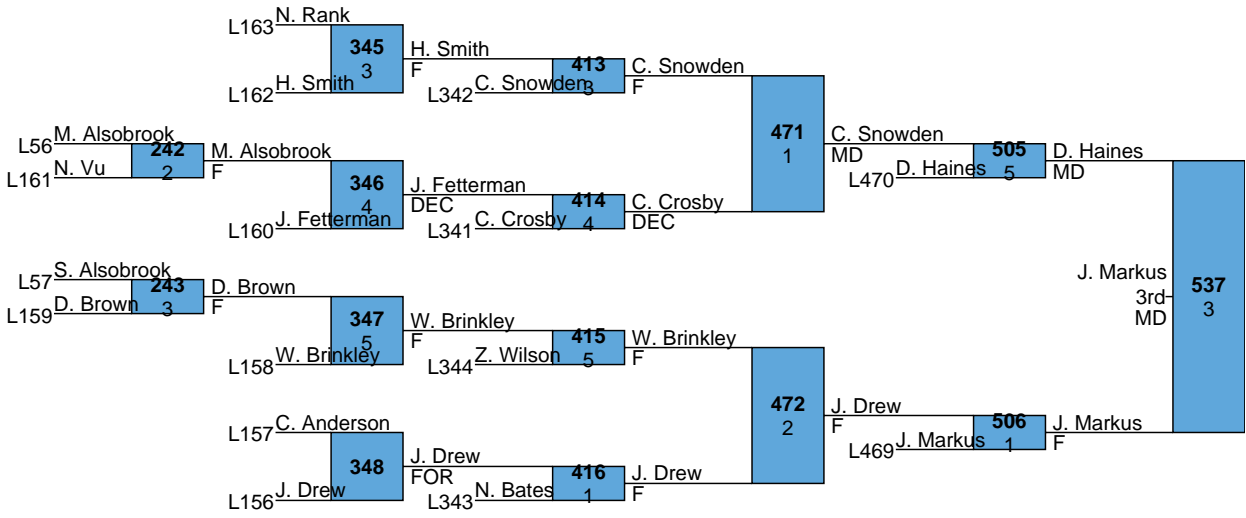 L163 N. Rank
345
3
H. Smith
F
L162 H. Smith
413
3
L342 C. Snowden
C. Snowden
F
471
1
L56 M. Alsobrook
242
2
L161 N. Vu
M. Alsobrook
F
346
4
L160 J. Fetterman
J. Fetterman
DEC
414
4
L341 C. Crosby
C. Crosby
DEC
C. Snowden
MD
505
5
L470 D. Haines
D. Haines
MD
L57 S. Alsobrook
243
3
L159 D. Brown
D. Brown
F
347
5
L158 W. Brinkley
W. Brinkley
F
415
5
L344 Z. Wilson
W. Brinkley
F
472
2
L157 C. Anderson
348
L156 J. Drew
J. Drew
FOR
416
1
L343 N. Bates
J. Drew
F
J. Drew
F
506
1
L469 J. Markus
J. Markus
F
J. Markus
3rd
MD
537
3